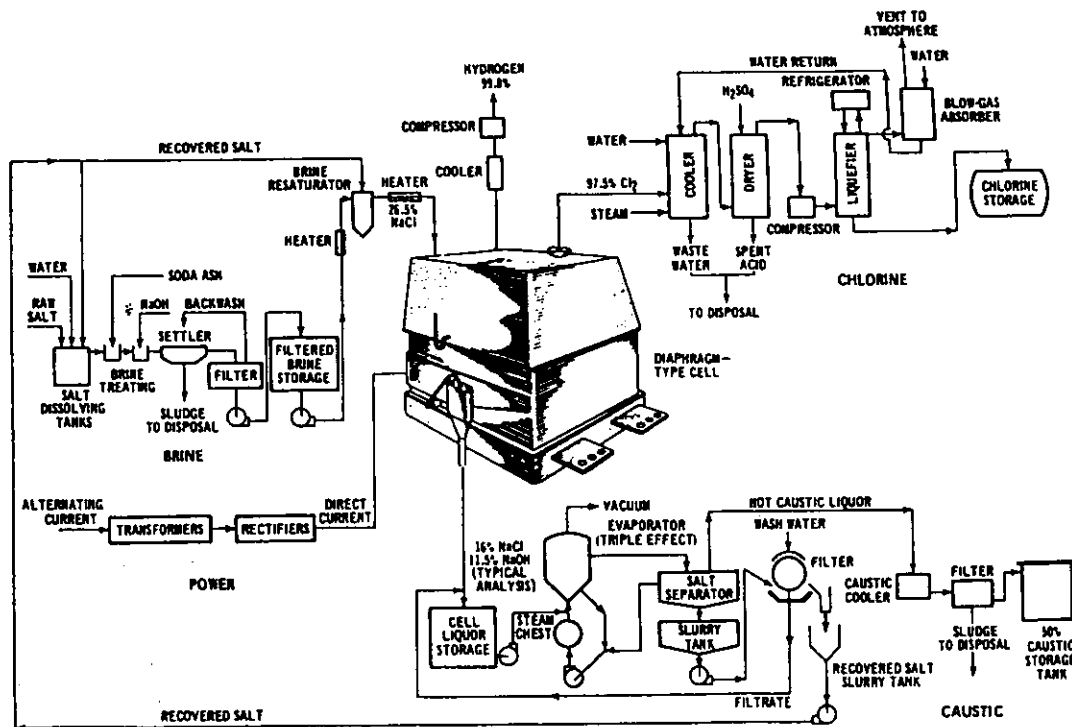 VENT TO
ATMOSPHERE
WATER
WATER RETURN
REFRIGERATOR
BLOW-GAS
ABSORBER
HYDROGEN
99.8%
COMPRESSOR
COOLER
H₂SO₄
WATER
COOLER
DRYER
LIQUEFIER
97.5% Cl₂
STEAM
COMPRESSOR
CHLORINE
STORAGE
WASTE
WATER
SPENT
ACID
TO DISPOSAL
CHLORINE
RECOVERED SALT
BRINE
RESATURATOR
HEATER
26.5%
NaCl
HEATER
WATER
SODA ASH
RAW
SALT
NaOH
BACKWASH
SETTLER
FILTER
FILTERED
BRINE
STORAGE
BRINE
TREATING
SALT
DISSOLVING
TANKS
SLUDGE
TO DISPOSAL
BRINE
DIAPHRAGM-
TYPE CELL
ALTERNATING
CURRENT
TRANSFORMERS
RECTIFIERS
DIRECT
CURRENT
POWER
16% NaCl
11.5% NaOH
(TYPICAL
ANALYSIS)
CELL
LIQUOR
STORAGE
STEAM
CHEST
VACUUM
EVAPORATOR
(TRIPLE EFFECT)
HOT CAUSTIC LIQUOR
WASH WATER
SALT
SEPARATOR
SLURRY
TANK
FILTER
CAUSTIC
COOLER
FILTER
SLUDGE
TO DISPOSAL
50%
CAUSTIC
STORAGE
TANK
RECOVERED SALT
SLURRY TANK
FILTRATE
CAUSTIC
RECOVERED SALT